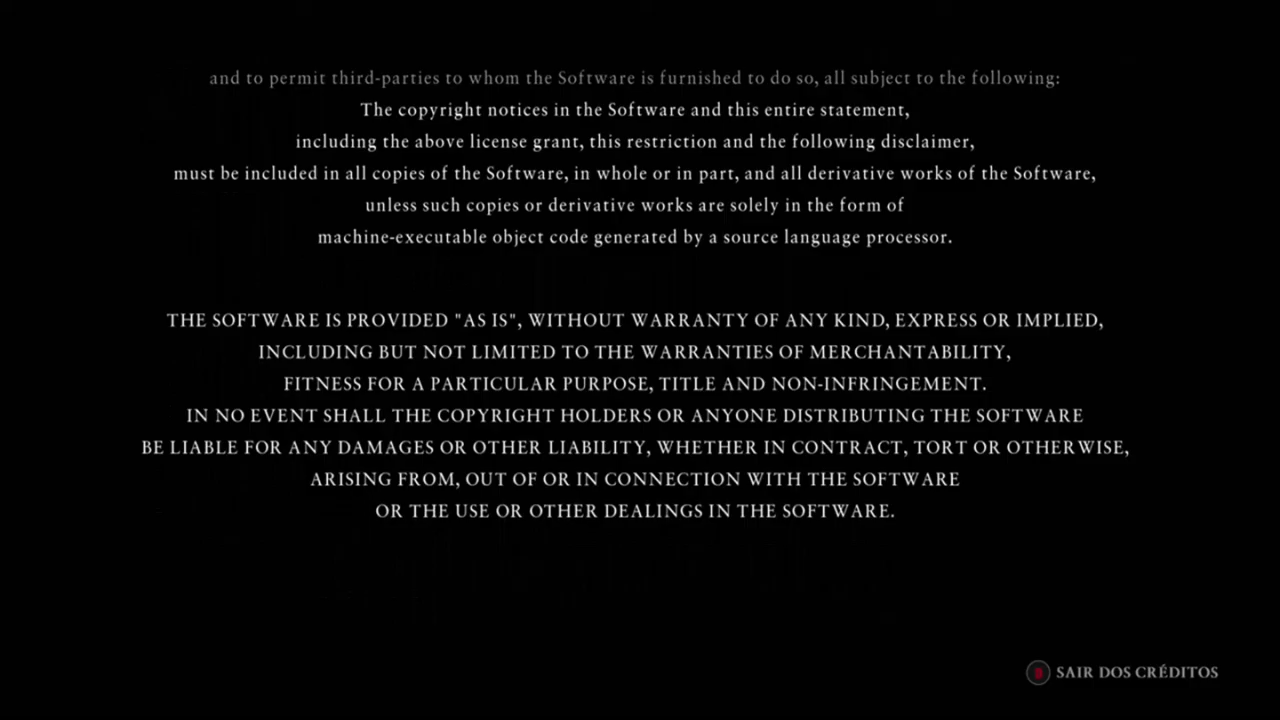 and to permit third-parties to whom the Software is furnished to do so, all subject to the following:
The copyright notices in the Software and this entire statement,
including the above license grant, this restriction and the following disclaimer,
must be included in all copies of the Software, in whole or in part, and all derivative works of the Software,
unless such copies or derivative works are solely in the form of
machine-executable object code generated by a source language processor.
THE SOFTWARE IS PROVIDED "AS IS", WITHOUT WARRANTY OF ANY KIND, EXPRESS OR IMPLIED,
INCLUDING BUT NOT LIMITED TO THE WARRANTIES OF MERCHANTABILITY,
FITNESS FOR A PARTICULAR PURPOSE, TITLE AND NON-INFRINGEMENT.
IN NO EVENT SHALL THE COPYRIGHT HOLDERS OR ANYONE DISTRIBUTING THE SOFTWARE
BE LIABLE FOR ANY DAMAGES OR OTHER LIABILITY, WHETHER IN CONTRACT, TORT OR OTHERWISE,
ARISING FROM, OUT OF OR IN CONNECTION WITH THE SOFTWARE
OR THE USE OR OTHER DEALINGS IN THE SOFTWARE.
SAIR DOS CRÉDITOS